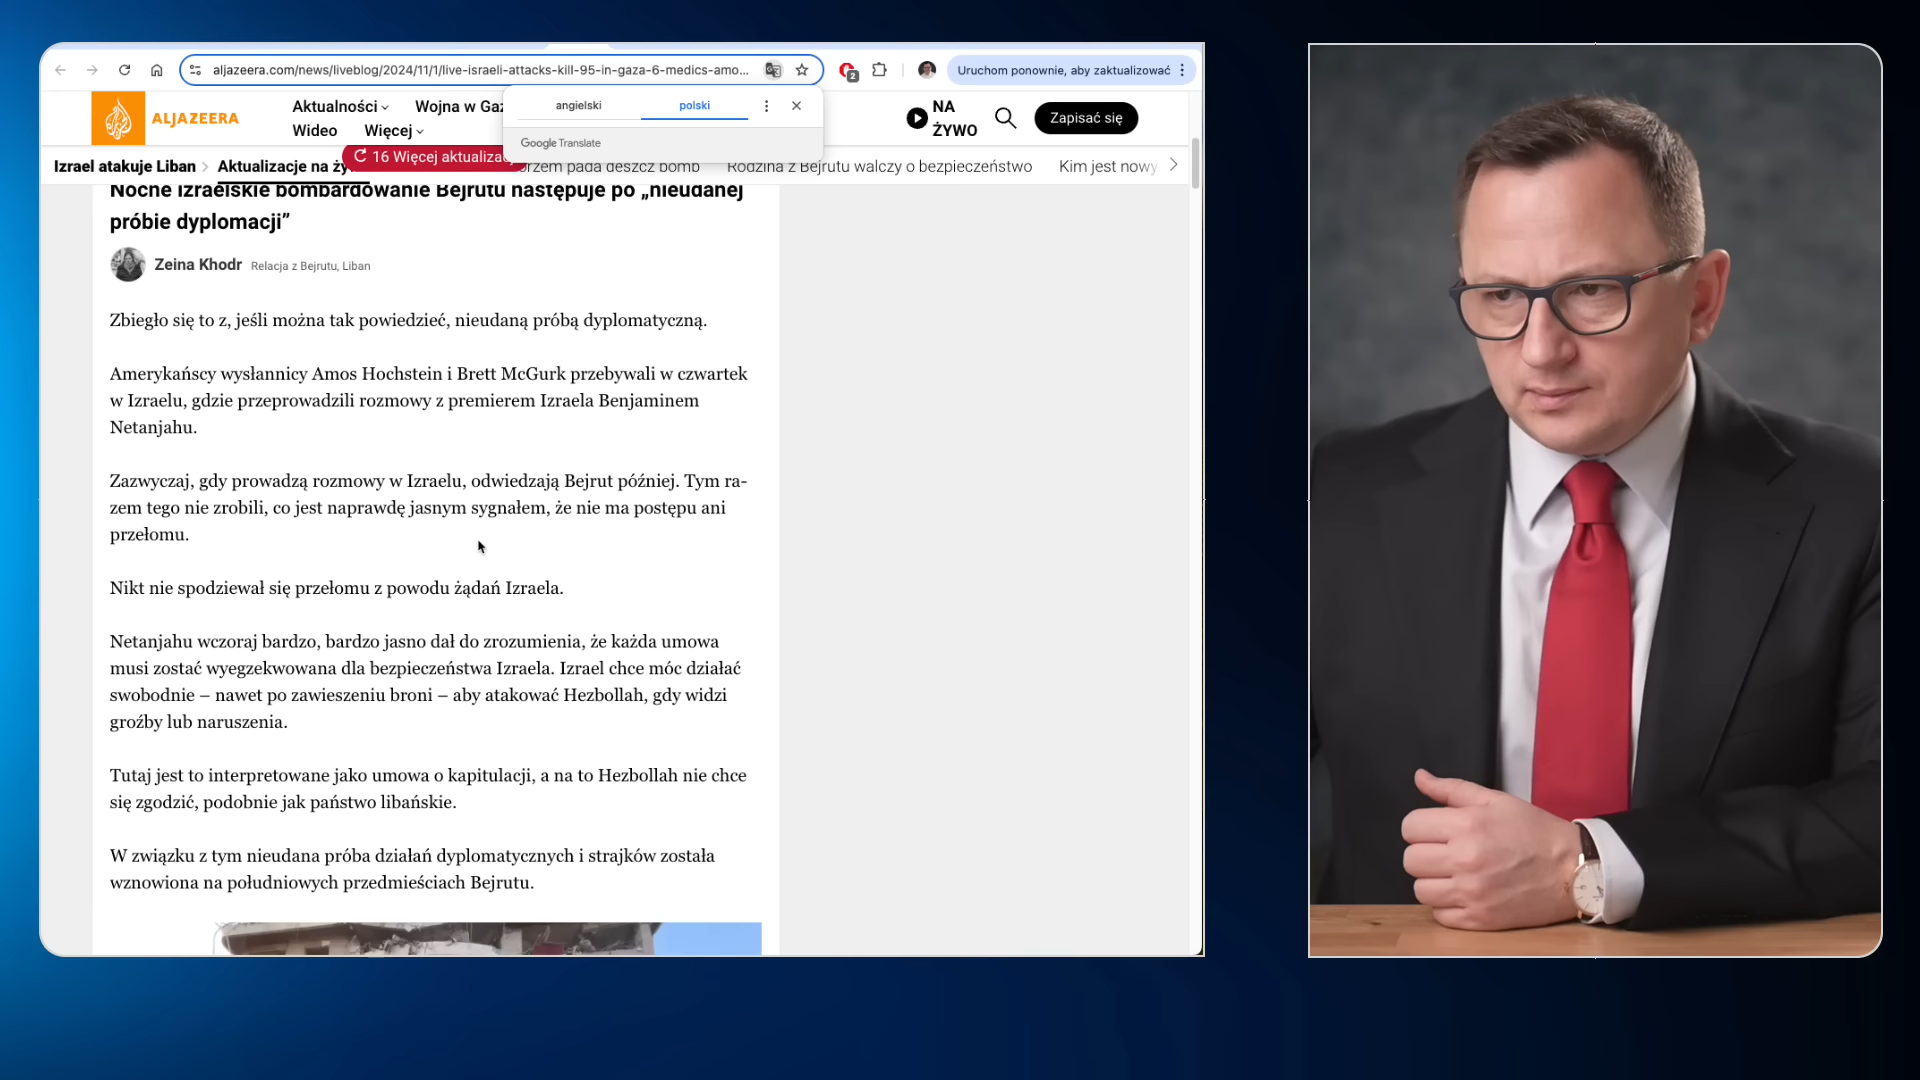 aljazeera.com/news/liveblog/2024/11/1/live-israeli-attacks-kill-95-in-gaza-6-medics-amo...
2
Uruchom ponownie, aby zaktualizować
angielski
polski
Google Translate
ALJAZEERA
Aktualności
Wojna w Gaz
Wideo
Więcej
NA ŻYWO
Zapisać się
Izrael atakuje Liban
Aktualizacje na ży
16 Więcej aktualizac
orzem pada deszcz bomb
Rodzina z Bejrutu walczy o bezpieczeństwo
Kim jest nowy
Nocne izraelskie bombardowanie Bejrutu następuje po „nieudanej
próbie dyplomacji”
Zeina Khodr
Relacja z Bejrutu, Liban
Zbiegło się to z, jeśli można tak powiedzieć, nieudaną próbą dyplomatyczną.
Amerykańscy wysłannicy Amos Hochstein i Brett McGurk przebywali w czwartek
w Izraelu, gdzie przeprowadzili rozmowy z premierem Izraela Benjaminem
Netanjahu.
Zazwyczaj, gdy prowadzą rozmowy w Izraelu, odwiedzają Bejrut później. Tym ra-
zem tego nie zrobili, co jest naprawdę jasnym sygnałem, że nie ma postępu ani
przełomu.
Nikt nie spodziewał się przełomu z powodu żądań Izraela.
Netanjahu wczoraj bardzo, bardzo jasno dał do zrozumienia, że każda umowa
musi zostać wyegzekwowana dla bezpieczeństwa Izraela. Izrael chce móc działać
swobodnie – nawet po zawieszeniu broni – aby atakować Hezbollah, gdy widzi
groźby lub naruszenia.
Tutaj jest to interpretowane jako umowa o kapitulacji, a na to Hezbollah nie chce
się zgodzić, podobnie jak państwo libańskie.
W związku z tym nieudana próba działań dyplomatycznych i strajków została
wznowiona na południowych przedmieściach Bejrutu.